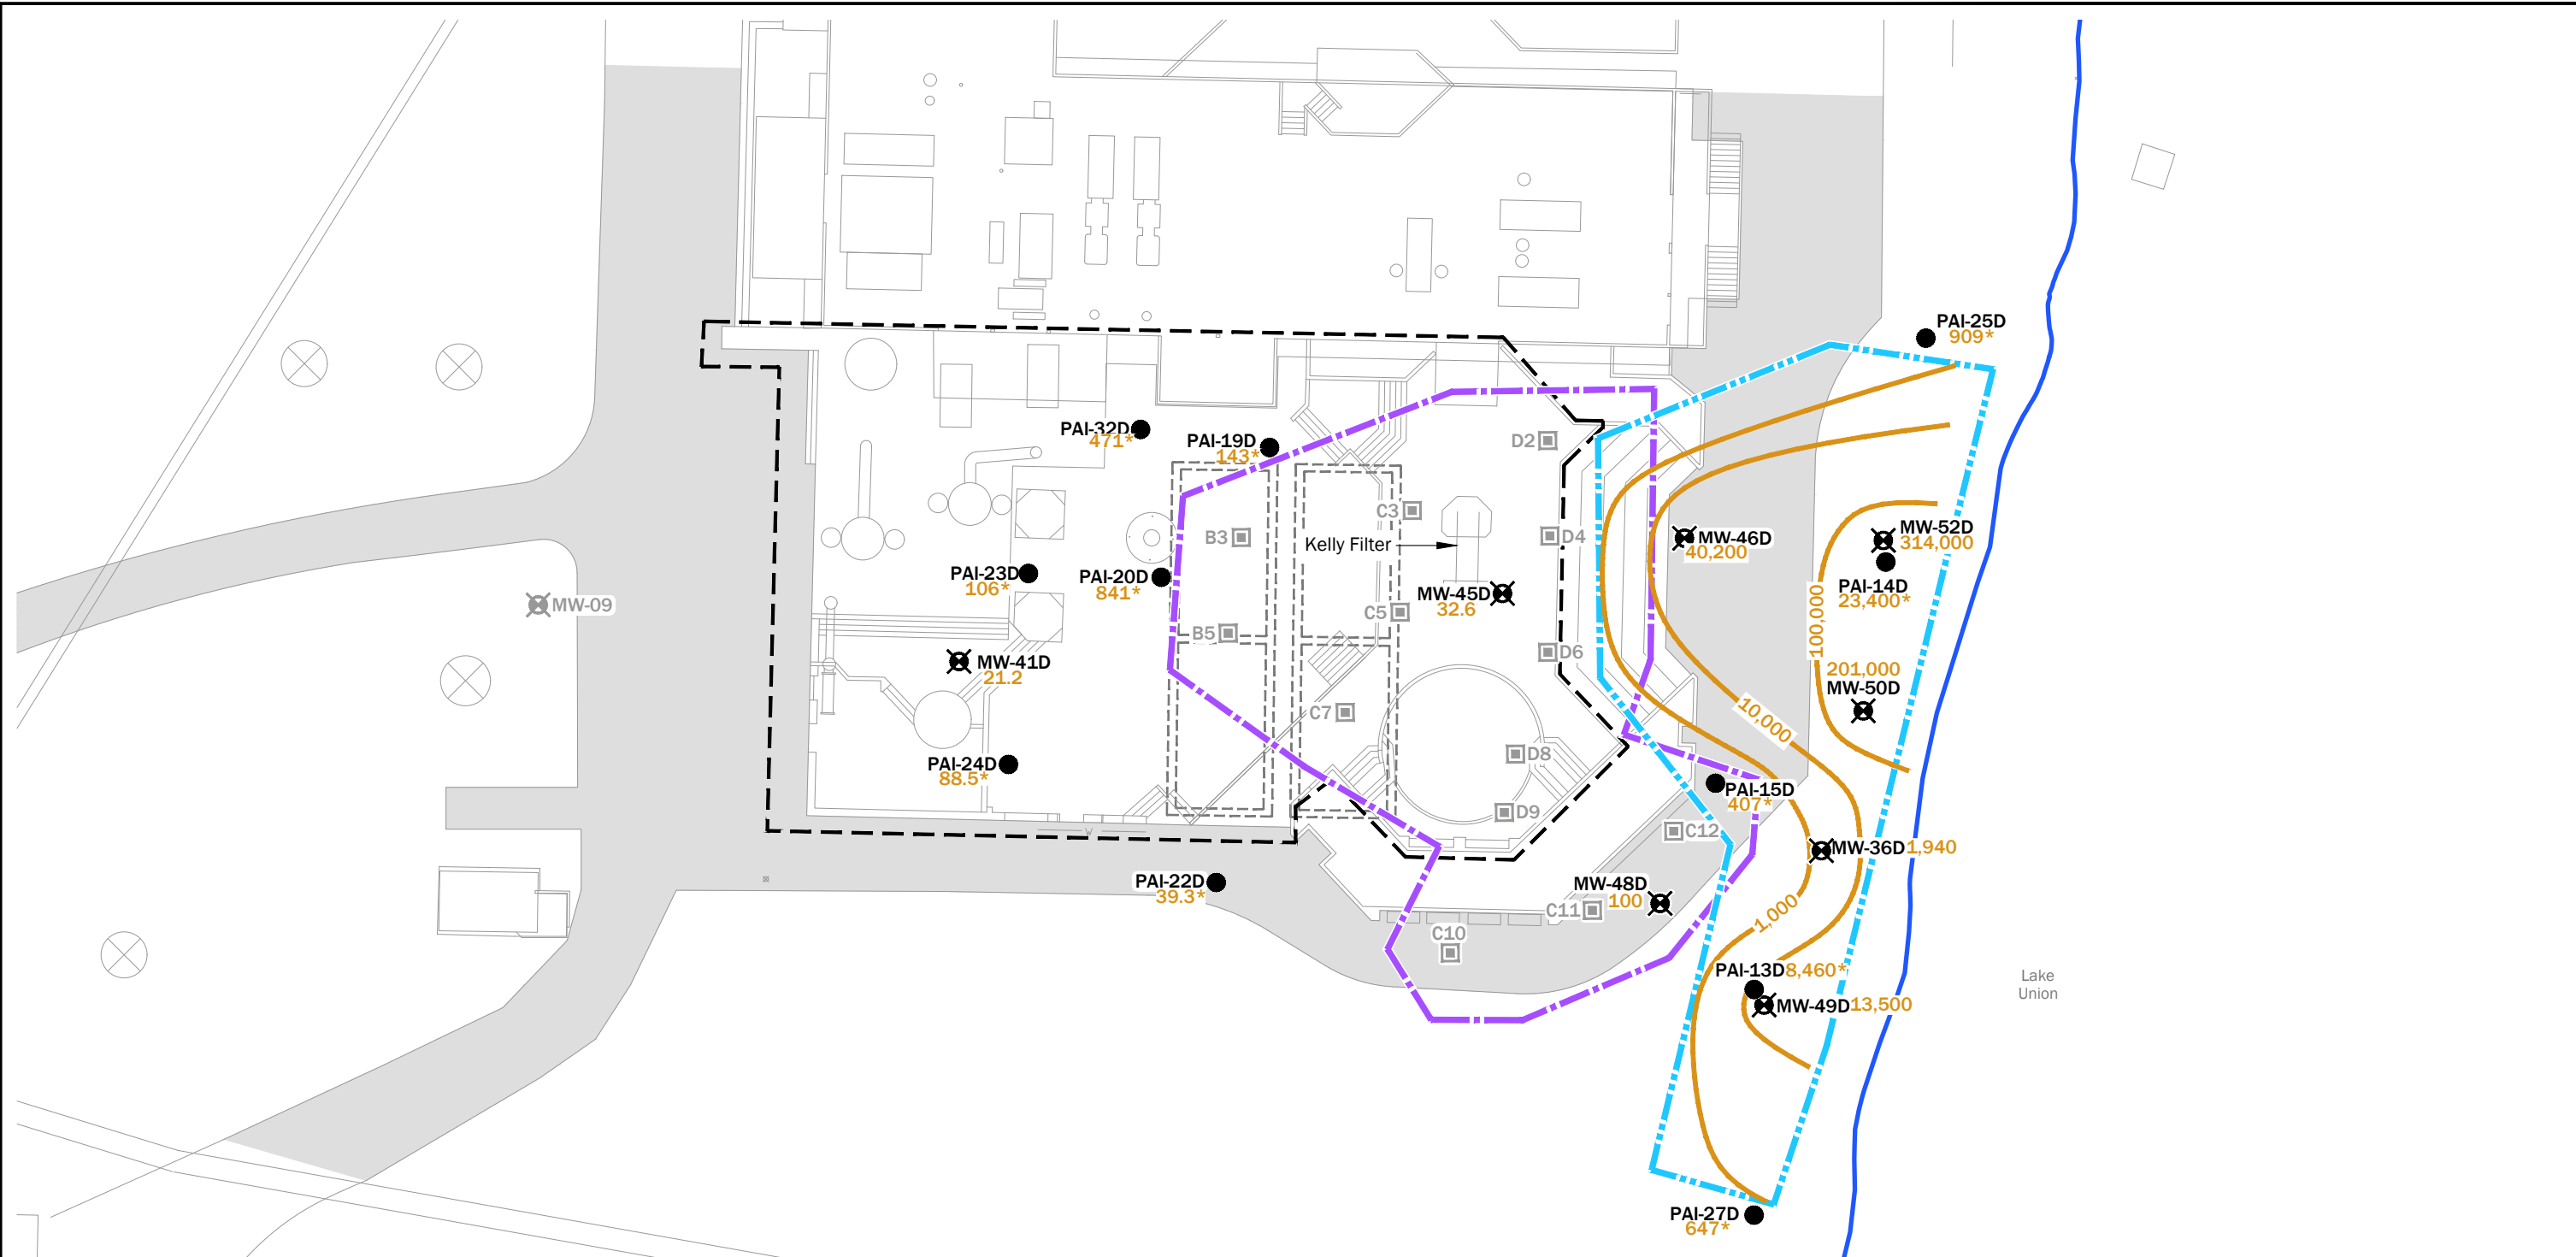 PAI-25D
909*
PAI-32D
471*
PAI-19D
143*
D2
C3
B3
Kelly Filter
D4
MW-46D
40,200
MW-52D
314,000
PAI-14D
23,400*
PAI-23D
106*
PAI-20D
841*
MW-45D
32.6
C5
B5
MW-09
100,000
D6
MW-41D
21.2
201,000
MW-50D
C7
10,000
D8
PAI-24D
88.5*
PAI-15D
407*
D9
C12
W
MW-36D 1,940
PAI-22D
39.3*
MW-48D
100
C11
1,000
C10
PAI-13D 8,460*
MW-49D 13,500
Lake
Union
PAI-27D
647*